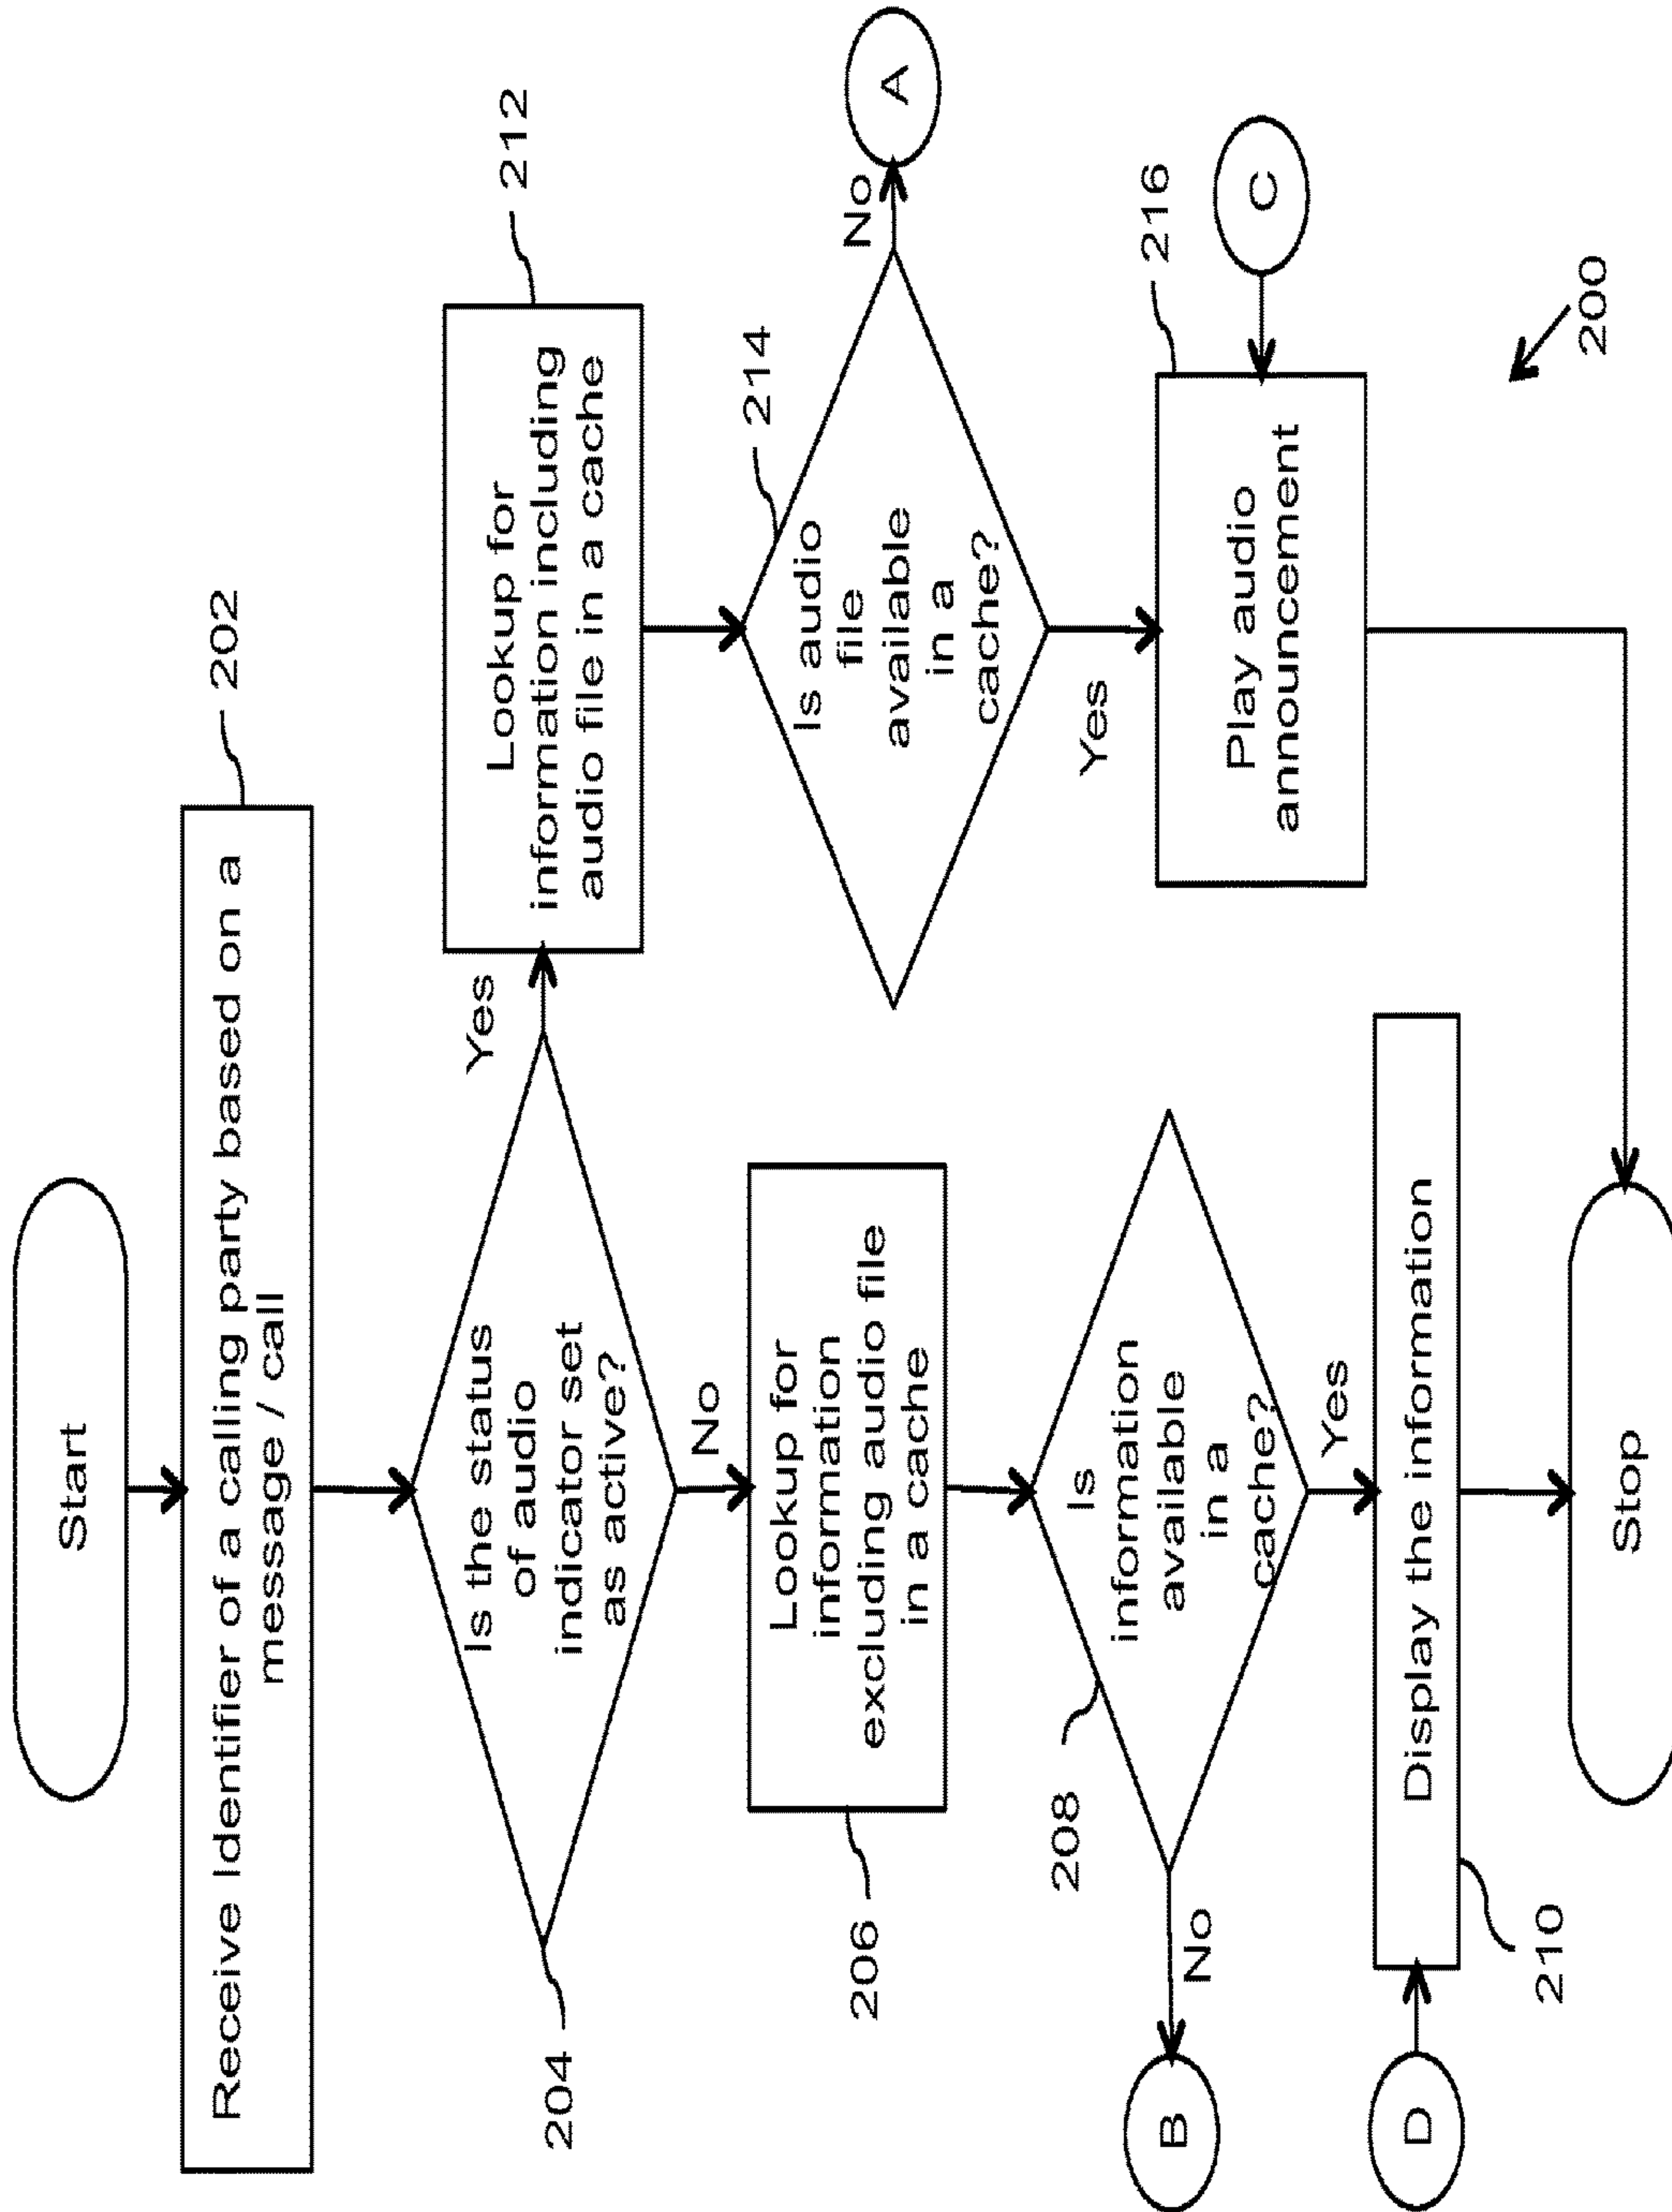 Start
Receive Identifier of a calling party based on a
message / call
202
Is the status
of audio
indicator set
as active?
204
Yes
No
Lookup for
information including
audio file in a cache
212
Lookup for
information
excluding audio file
in a cache
206
Is audio
file
available
in a
cache?
214
No
A
Yes
Is
information
available
in a
cache?
208
No
B
Yes
Play audio
announcement
216
C
Display the information
210
D
Stop
200